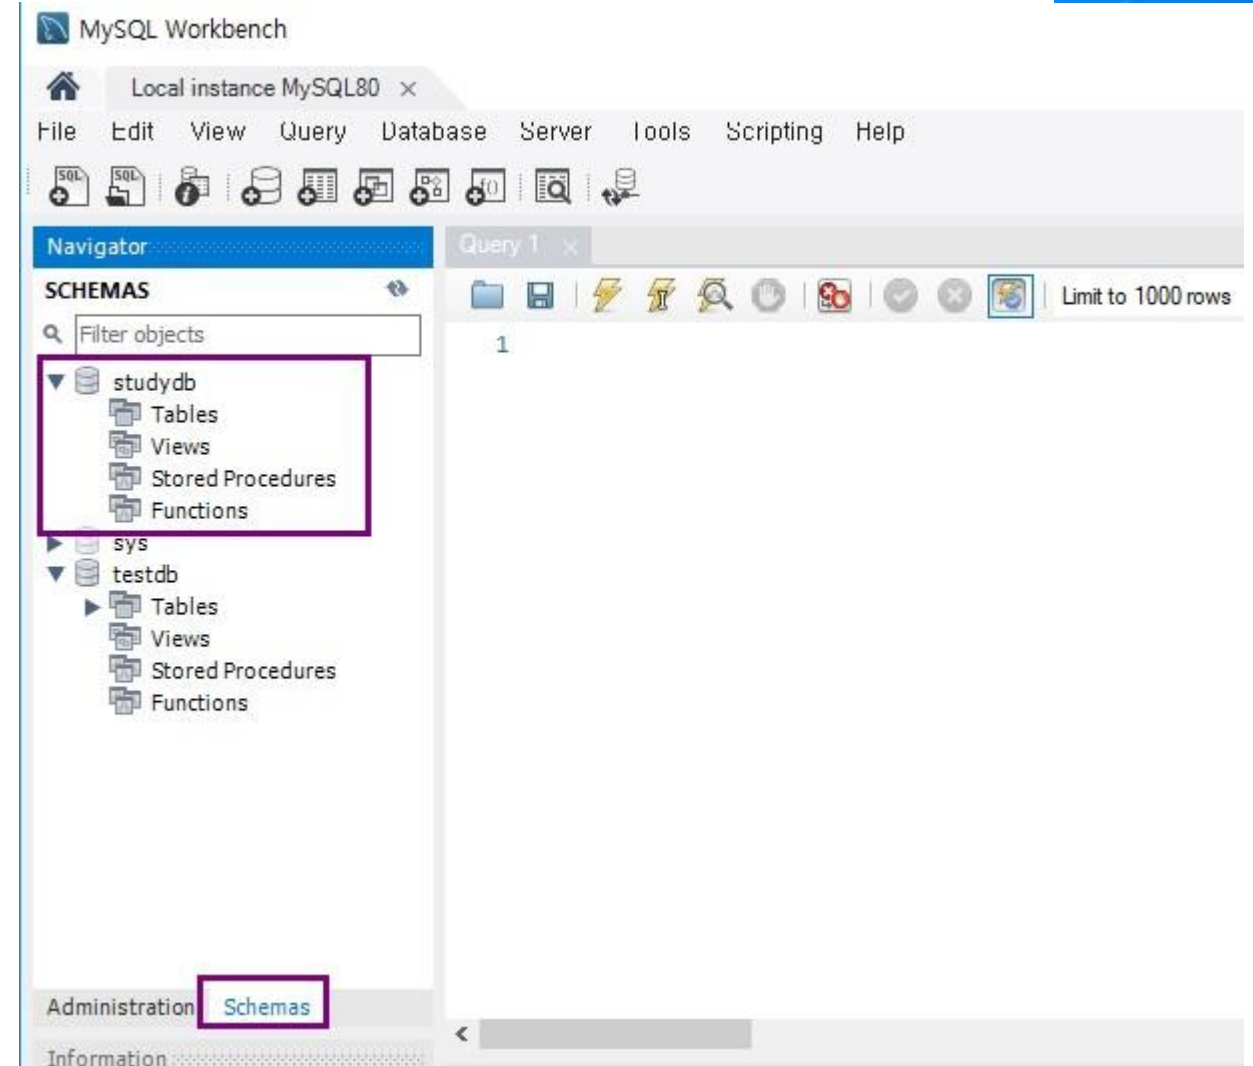 MySQL Workbench
Local instance MySQL80 ×
File Edit View Query Database Server Tools Scripting Help
Navigator
Query 1 ×
SCHEMAS
Limit to 1000 rows
Filter objects
1
studydb
Tables
Views
Stored Procedures
Functions
sys
testdb
Tables
Views
Stored Procedures
Functions
Administration Schemas
Information